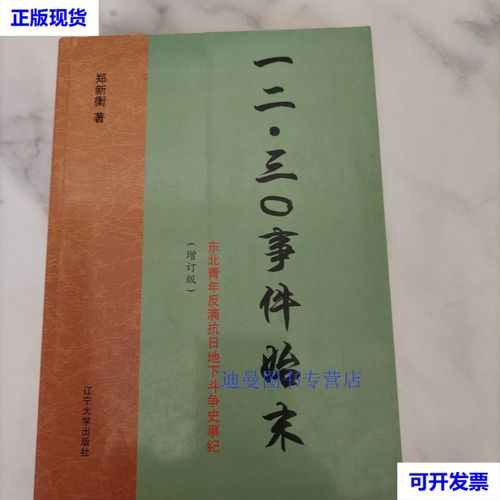 正版现货
郑新衡 著
一二·三〇事件始末
东北青年反满抗日地下斗争史事纪
(增订版)
迪曼图书专营店
辽宁大学出版社
可开发票